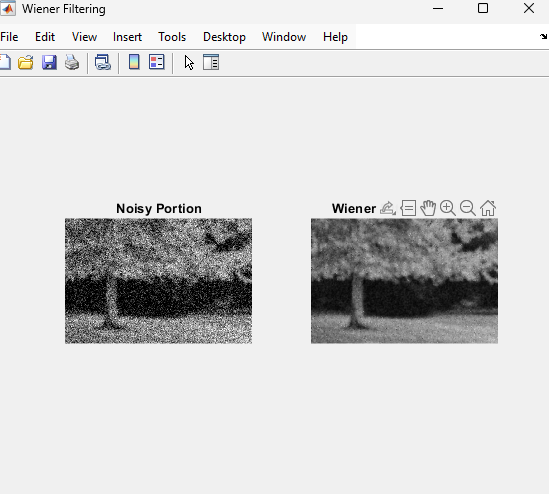 Wiener Filtering
File Edit View Insert Tools Desktop Window Help
Noisy Portion
Wiener